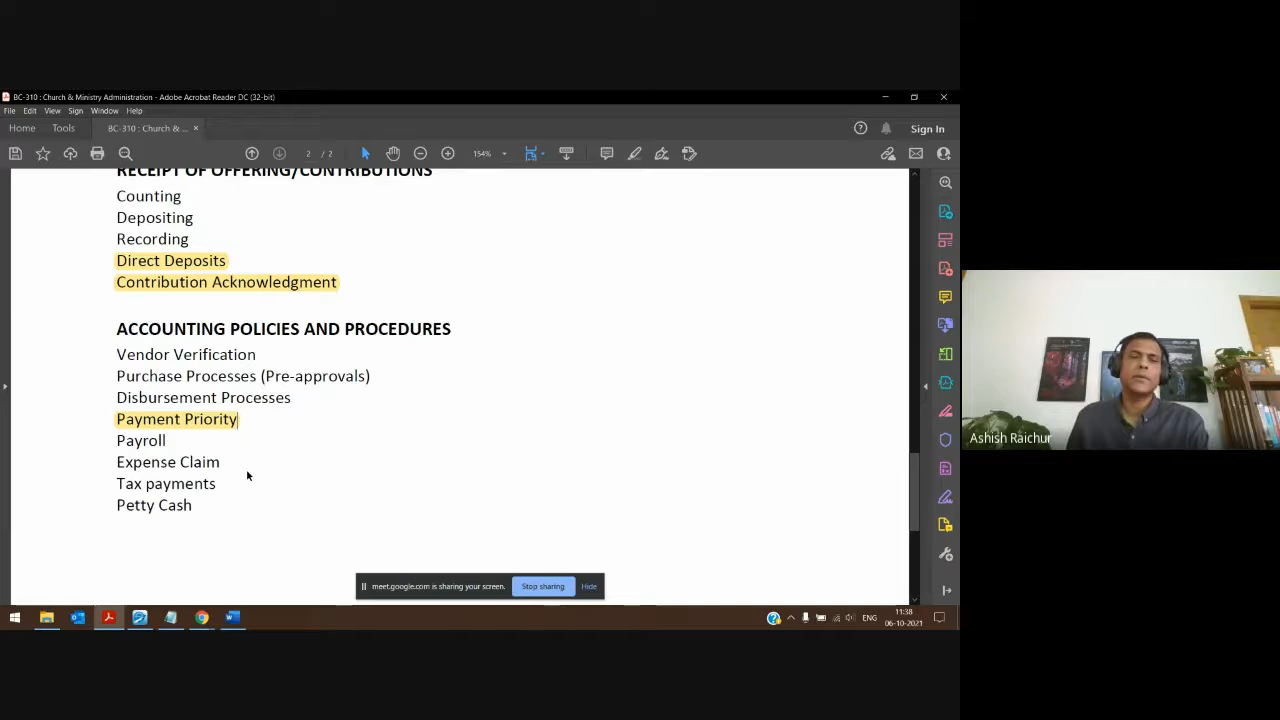 BC-310 : Church & Ministry Administration - Adobe Acrobat Reader DC (32-bit)
File Edit View Sign Window Help
Home Tools BC-310 : Church & ... × Sign In
2 / 2 154%
RECEIPT OF OFFERING/CONTRIBUTIONS
Counting
Depositing
Recording
Direct Deposits
Contribution Acknowledgment
ACCOUNTING POLICIES AND PROCEDURES
Vendor Verification
Purchase Processes (Pre-approvals)
Disbursement Processes
Payment Priority
Payroll
Expense Claim
Tax payments
Petty Cash
Ashish Raichur
meet.google.com is sharing your screen. Stop sharing Hide
ENG 11:38
06-10-2021